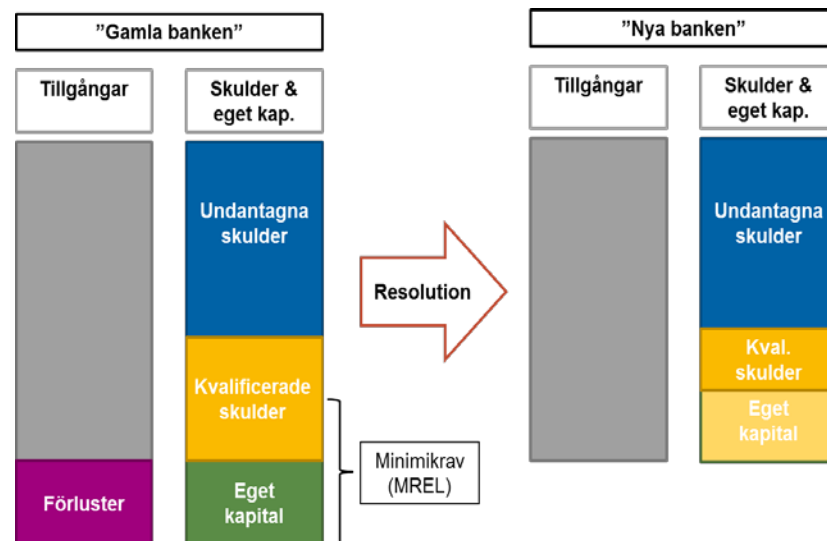 ”Gamla banken”
Tillgångar
Skulder &
eget kap.
Undantagna
skulder
Kvalificerade
skulder
Förluster
Eget
kapital
Minimikrav
(MREL)
Resolution
”Nya banken”
Tillgångar
Skulder &
eget kap.
Undantagna
skulder
Kval.
skulder
Eget
kapital